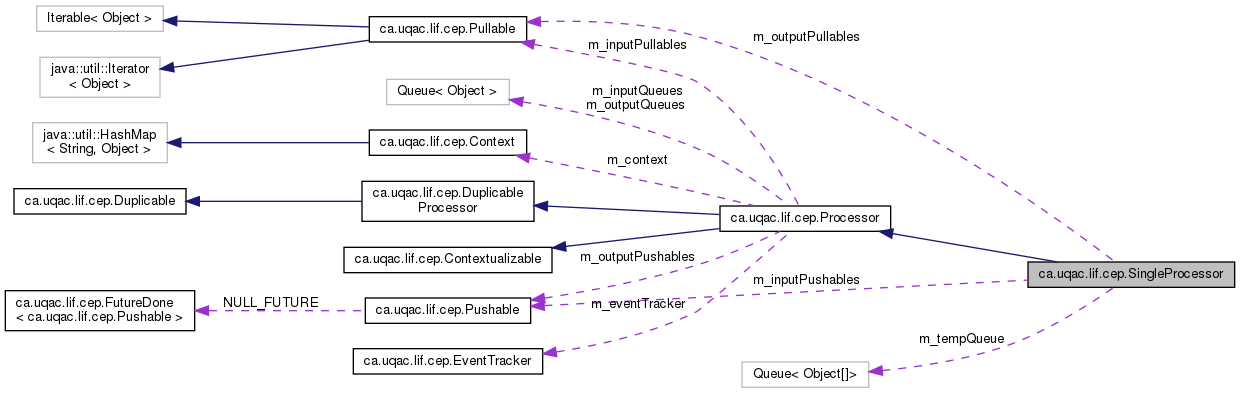 Iterable< Object >
ca.uqac.lif.cep.Pullable
m_outputPullables
m_inputPullables
java::util::Iterator
< Object >
Queue< Object >
m_inputQueues
m_outputQueues
java::util::HashMap
< String, Object >
ca.uqac.lif.cep.Context
m_context
ca.uqac.lif.cep.Duplicable
ca.uqac.lif.cep.Duplicable
Processor
ca.uqac.lif.cep.Processor
ca.uqac.lif.cep.Contextualizable
m_outputPushables
ca.uqac.lif.cep.SingleProcessor
m_inputPushables
ca.uqac.lif.cep.FutureDone
< ca.uqac.lif.cep.Pushable >
NULL_FUTURE
ca.uqac.lif.cep.Pushable
m_eventTracker
m_tempQueue
ca.uqac.lif.cep.EventTracker
Queue< Object[]>